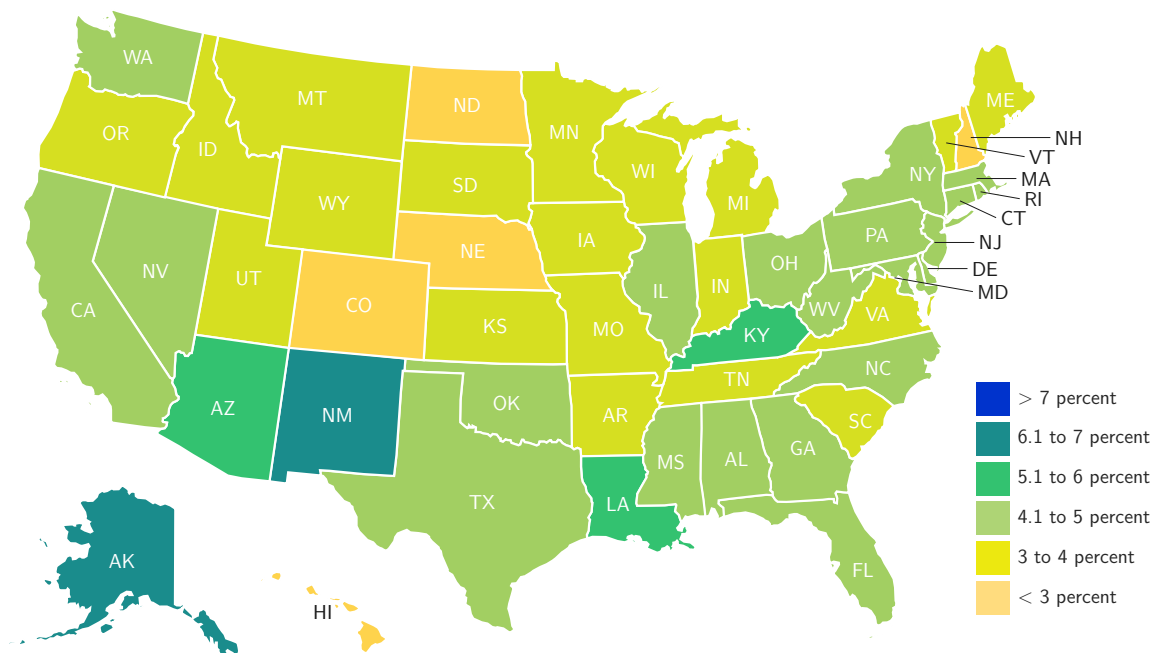 WA
MT
ND
ME
OR
MN
NH
ID
VT
WI
NY
MA
SD
RI
WY
MI
CT
PA
IA
NJ
NE
OH
DE
NV
UT
IN
IL
MD
CO
CA
WV
VA
KS
MO
KY
NC
TN
> 7 percent
OK
AZ
NM
AR
SC
6.1 to 7 percent
GA
AL
MS
5.1 to 6 percent
TX
LA
4.1 to 5 percent
AK
3 to 4 percent
FL
< 3 percent
HI